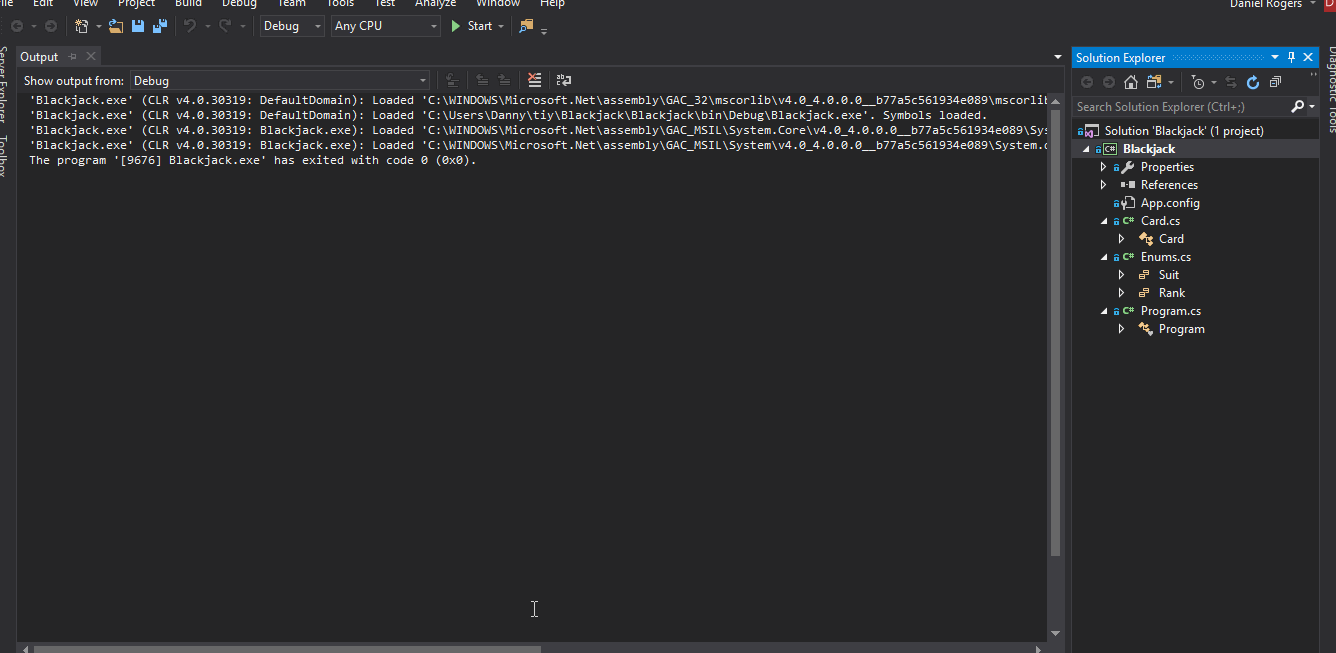 File Edit View Project Build Debug Team Tools Test Analyze Window Help
Daniel Rogers D
Debug Any CPU Start
Server Explorer
Toolbox
Output
Show output from: Debug
'Blackjack.exe' (CLR v4.0.30319: DefaultDomain): Loaded 'C:\WINDOWS\Microsoft.Net\assembly\GAC_32\mscorlib\v4.0_4.0.0.0__b77a5c561934e089\mscorlib
'Blackjack.exe' (CLR v4.0.30319: DefaultDomain): Loaded 'C:\Users\Danny\tiy\Blackjack\Blackjack\bin\Debug\Blackjack.exe'. Symbols loaded.
'Blackjack.exe' (CLR v4.0.30319: Blackjack.exe): Loaded 'C:\WINDOWS\Microsoft.Net\assembly\GAC_MSIL\System.Core\v4.0_4.0.0.0__b77a5c561934e089\Sys
'Blackjack.exe' (CLR v4.0.30319: Blackjack.exe): Loaded 'C:\WINDOWS\Microsoft.Net\assembly\GAC_MSIL\System\v4.0_4.0.0.0__b77a5c561934e089\System.d
The program '[9676] Blackjack.exe' has exited with code 0 (0x0).
Solution Explorer
Search Solution Explorer (Ctrl+;)
Solution 'Blackjack' (1 project)
C# Blackjack
Properties
References
App.config
C# Card.cs
Card
C# Enums.cs
Suit
Rank
C# Program.cs
Program
Diagnostic Tools